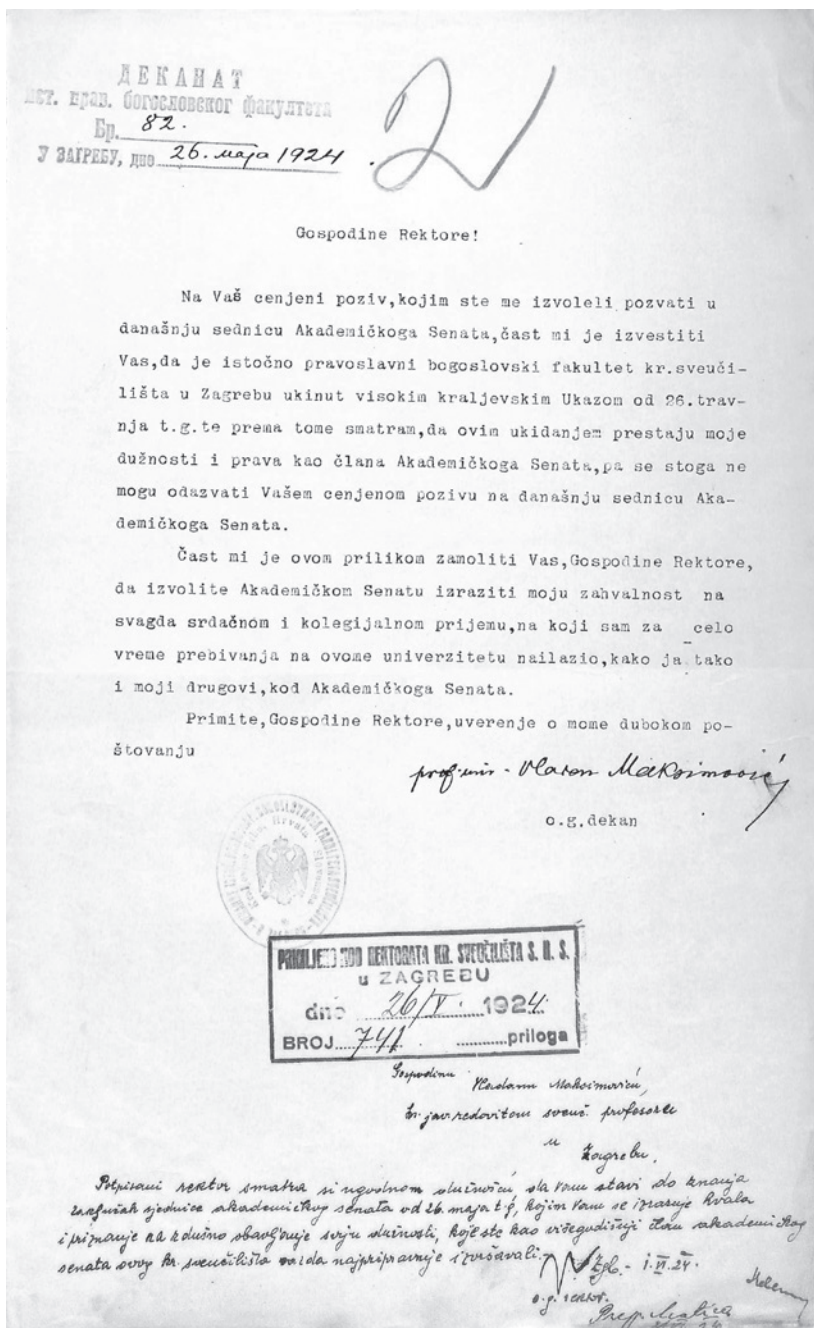 ДЕКАНАТ
ист. прав. богословског факултета
Бр. 82.
У ЗАГРЕБУ, дне 26. маја 1924.
Gospodine Rektore!
Na Vaš cenjeni poziv,kojim ste me izvoleli pozvati u
današnju sednicu Akademičkoga Senata,čast mi je izvestiti
Vas,da je istočno pravoslavni bogoslovski fakultet kr.sveuči-
lišta u Zagrebu ukinut visokim kraljevskim Ukazom od 26.trav-
nja t.g.te prema tome smatram,da ovim ukidanjem prestaju moje
dužnosti i prava kao člana Akademičkoga Senata,pa se stoga ne
mogu odazvati Vašem cenjenom pozivu na današnju sednicu Aka-
demičkoga Senata.
Čast mi je ovom prilikom zamoliti Vas,Gospodine Rektore,
da izvolite Akademičkom Senatu izraziti moju zahvalnost na
svagda srdačnom i kolegijalnom prijemu,na koji sam za celo
vreme prebivanja na ovome univerzitetu nailazio,kako ja tako
i moji drugovi,kod Akademičkoga Senata.
Primite,Gospodine Rektore,uverenje o mome dubokom po-
štovanju
Maksimović
o.g.dekan
PRIMLJENO KOD REKTORATA KR. SVEUČILIŠTA S. H. S.
u ZAGREBU
dne 26/V. 1924.
BROJ 741 priloga
Gospodinu
Vladanu Maksimoviću,
kr. jav. redovitom sveuč. profesoru
u
Zagrebu.
Potpisani rektor smatra si ugodnom dužnošću, da Vam stavi do znanja
zaključak sjednice akademičkog senata od 26. maja t.g., kojim Vam se izrazuje hvala
i priznanje na zdušno obavljanje svoju dužnosti, koje ste kao višegodišnji član akademičkog
senata ovog kr. sveučilišta vazda najpripravnije izvršavali.
Zgb. - 1.VI.24.
o.g. rektor.